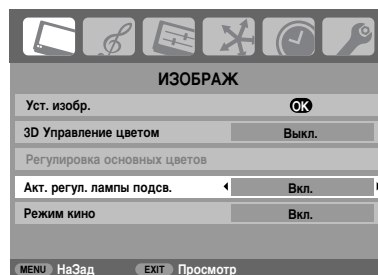 ИЗОБРАЖ
Уст. изобр. OK
3D Управление цветом Выкл.
Регулировка основных цветов
Акт. регул. лампы подсв. Вкл.
Режим кино Вкл.
MENU НаЗад EXIT Просмотр